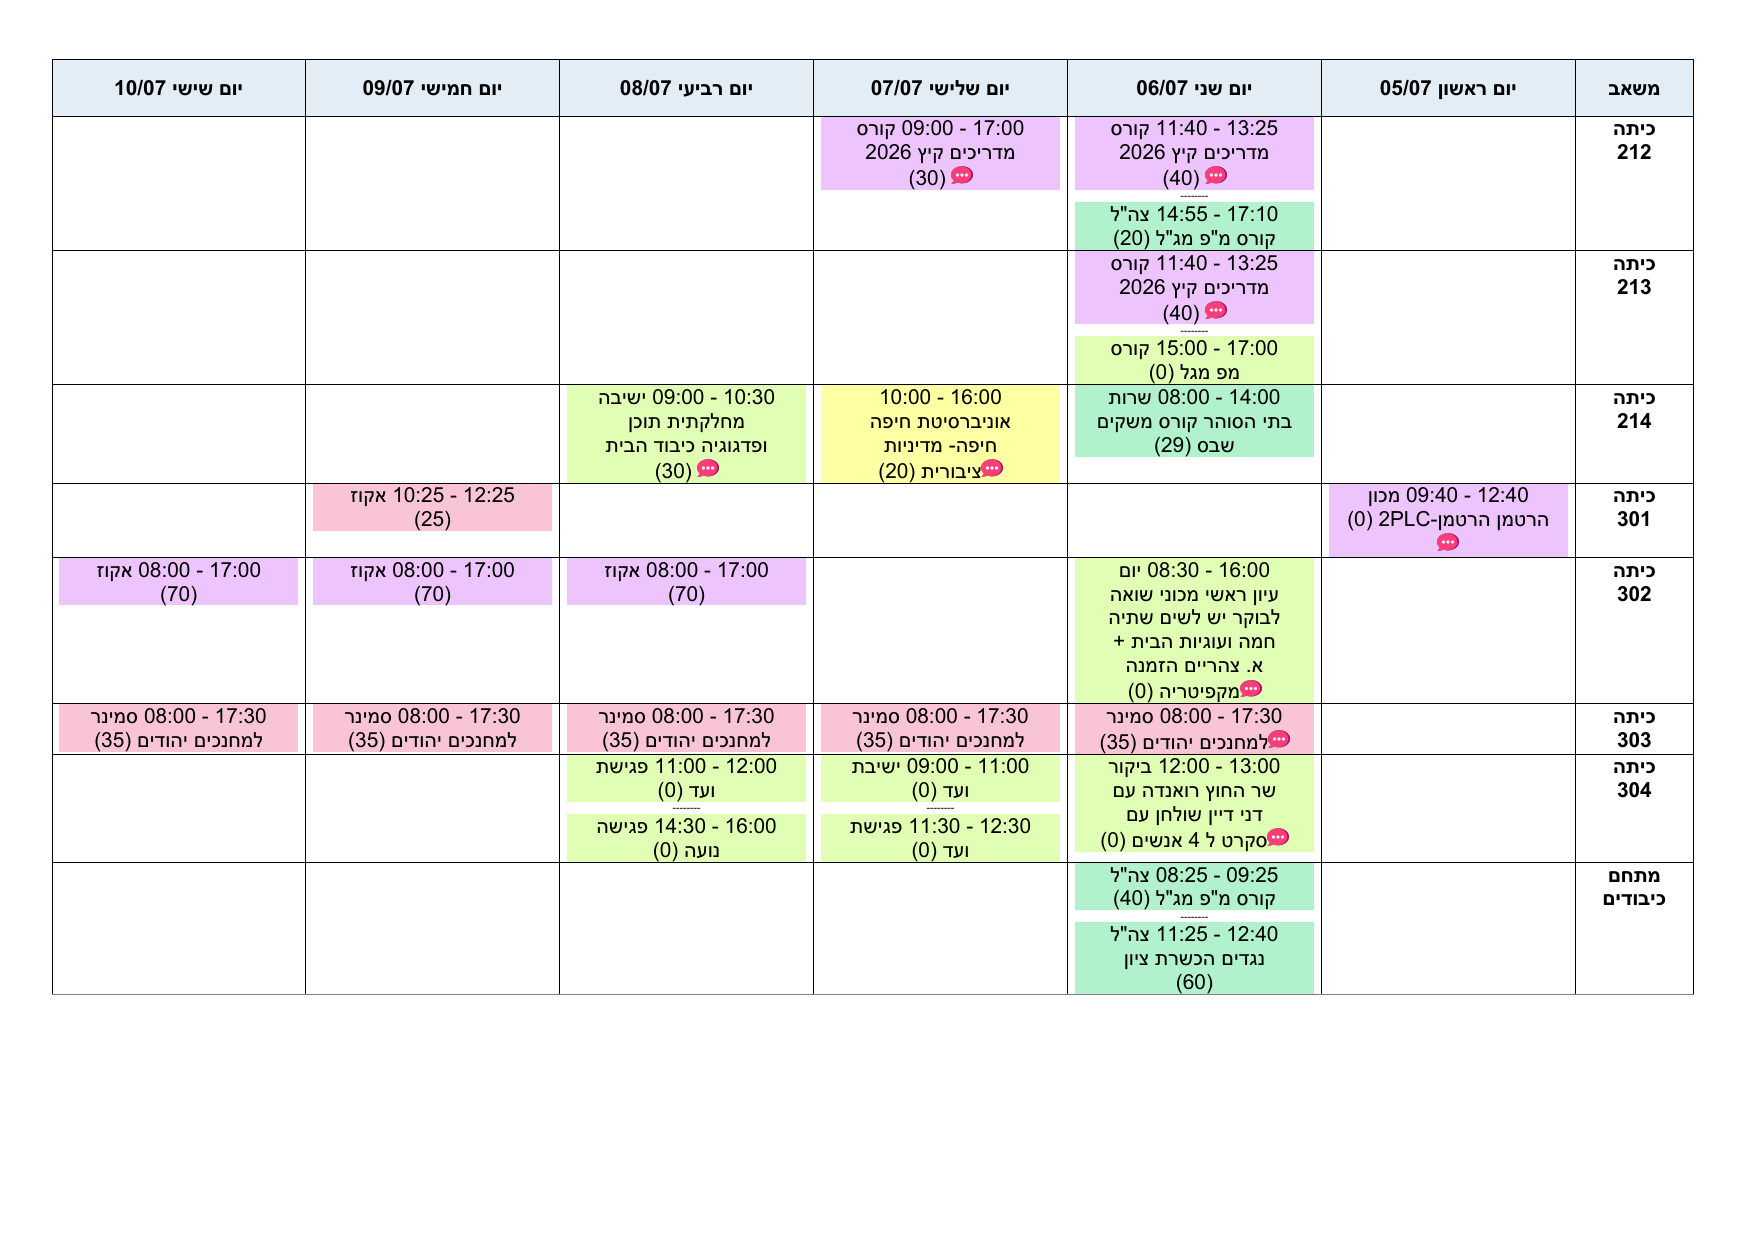 משאב
יום ראשון 05/07
יום שני 06/07
יום שלישי 07/07
יום רביעי 08/07
יום חמישי 09/07
יום שישי 10/07
כיתה
212
11:40 - 13:25 קורס
מדריכים קיץ 2026
(40)
--------
14:55 - 17:10 צה"ל
קורס מ"פ מג"ל (20)
09:00 - 17:00 קורס
מדריכים קיץ 2026
(30)
כיתה
213
11:40 - 13:25 קורס
מדריכים קיץ 2026
(40)
--------
15:00 - 17:00 קורס
מפ מגל (0)
כיתה
214
08:00 - 14:00 שרות
בתי הסוהר קורס משקים
שבס (29)
10:00 - 16:00
אוניברסיטת חיפה
חיפה- מדיניות
ציבורית (20)
09:00 - 10:30 ישיבה
מחלקתית תוכן
ופדגוגיה כיבוד הבית
(30)
כיתה
301
09:40 - 12:40 מכון
הרטמן הרטמן-2PLC (0)
10:25 - 12:25 אקוז
(25)
כיתה
302
08:30 - 16:00 יום
עיון ראשי מכוני שואה
לבוקר יש לשים שתיה
חמה ועוגיות הבית +
א. צהריים הזמנה
מקפיטריה (0)
08:00 - 17:00 אקוז
(70)
08:00 - 17:00 אקוז
(70)
08:00 - 17:00 אקוז
(70)
כיתה
303
08:00 - 17:30 סמינר
למחנכים יהודים (35)
08:00 - 17:30 סמינר
למחנכים יהודים (35)
08:00 - 17:30 סמינר
למחנכים יהודים (35)
08:00 - 17:30 סמינר
למחנכים יהודים (35)
08:00 - 17:30 סמינר
למחנכים יהודים (35)
כיתה
304
12:00 - 13:00 ביקור
שר החוץ רואנדה עם
דני דיין שולחן עם
סקרט ל 4 אנשים (0)
09:00 - 11:00 ישיבת
ועד (0)
--------
11:30 - 12:30 פגישת
ועד (0)
11:00 - 12:00 פגישת
ועד (0)
--------
14:30 - 16:00 פגישה
נועה (0)
מתחם
כיבודים
08:25 - 09:25 צה"ל
קורס מ"פ מג"ל (40)
--------
11:25 - 12:40 צה"ל
נגדים הכשרת ציון
(60)